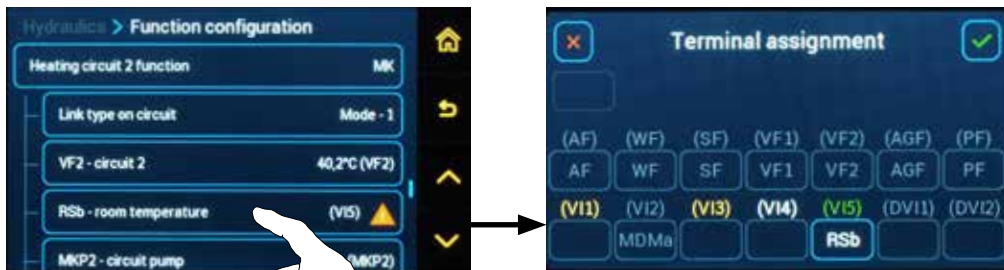 Hydraulics > Function configuration
Heating circuit 2 function MK
Link type on circuit Mode - 1
VF2 - circuit 2 40,2°C (VF2)
RSb - room temperature (VI5)
MKP2 - circuit pump (MKP2)
Terminal assignment
(AF) (WF) (SF) (VF1) (VF2) (AGF) (PF)
AF WF SF VF1 VF2 AGF PF
(VI1) (VI2) (VI3) (VI4) (VI5) (DVI1) (DVI2)
MDMa RSb